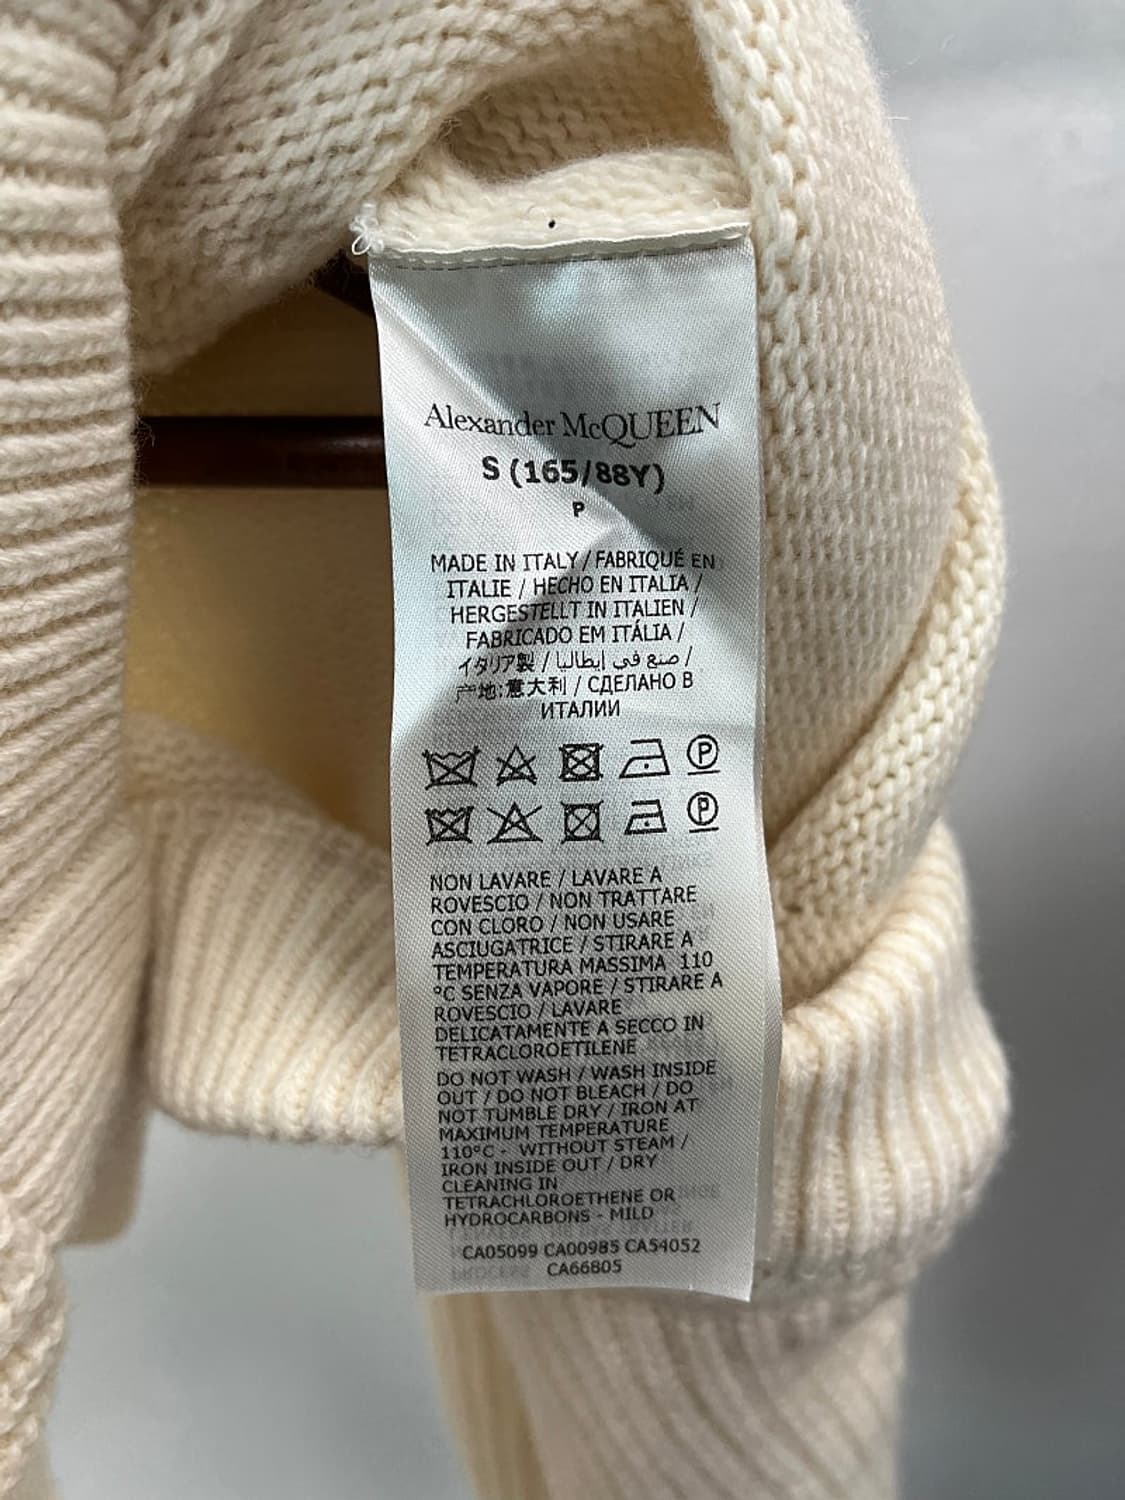 Alexander McQUEEN
S (165/88Y)
P
MADE IN ITALY / FABRIQUÉ EN
ITALIE / HECHO EN ITALIA /
HERGESTELLT IN ITALIEN /
FABRICADO EM ITÁLIA /
イタリア製 / صنع في إيطاليا /
产地:意大利 / СДЕЛАНО В
ИТАЛИИ
P
P
NON LAVARE / LAVARE A
ROVESCIO / NON TRATTARE
CON CLORO / NON USARE
ASCIUGATRICE / STIRARE A
TEMPERATURA MASSIMA 110
°C SENZA VAPORE / STIRARE A
ROVESCIO / LAVARE
DELICATAMENTE A SECCO IN
TETRACLOROETILENE
DO NOT WASH / WASH INSIDE
OUT / DO NOT BLEACH / DO
NOT TUMBLE DRY / IRON AT
MAXIMUM TEMPERATURE
110°C - WITHOUT STEAM /
IRON INSIDE OUT / DRY
CLEANING IN
TETRACHLOROETHENE OR
HYDROCARBONS - MILD
CA05099 CA00985 CA54052
CA66805